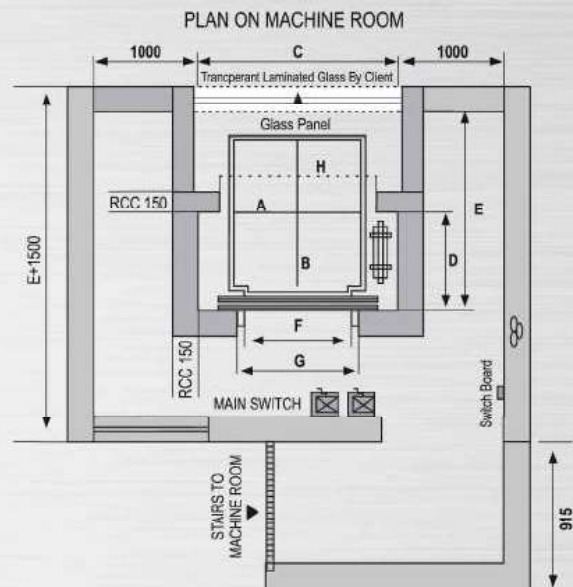 PLAN ON MACHINE ROOM
1000
C
1000
Trancperant Laminated Glass By Client
Glass Panel
H
E
RCC 150
A
E+1500
D
B
F
RCC 150
G
MAIN SWITCH
Switch Board
STAIRS TO
MACHINE ROOM
915